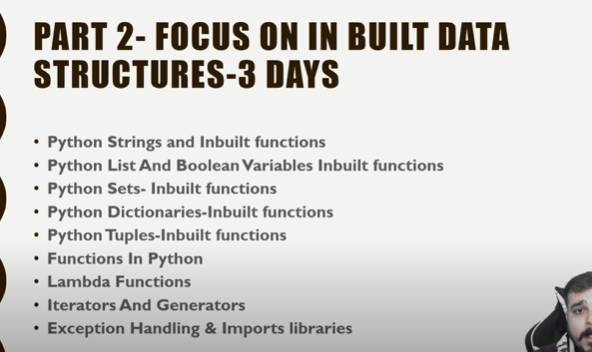 PART 2- FOCUS ON IN BUILT DATA
STRUCTURES-3 DAYS
• Python Strings and Inbuilt functions
• Python List And Boolean Variables Inbuilt functions
• Python Sets- Inbuilt functions
• Python Dictionaries-Inbuilt functions
• Python Tuples-Inbuilt functions
• Functions In Python
• Lambda Functions
• Iterators And Generators
• Exception Handling & Imports libraries